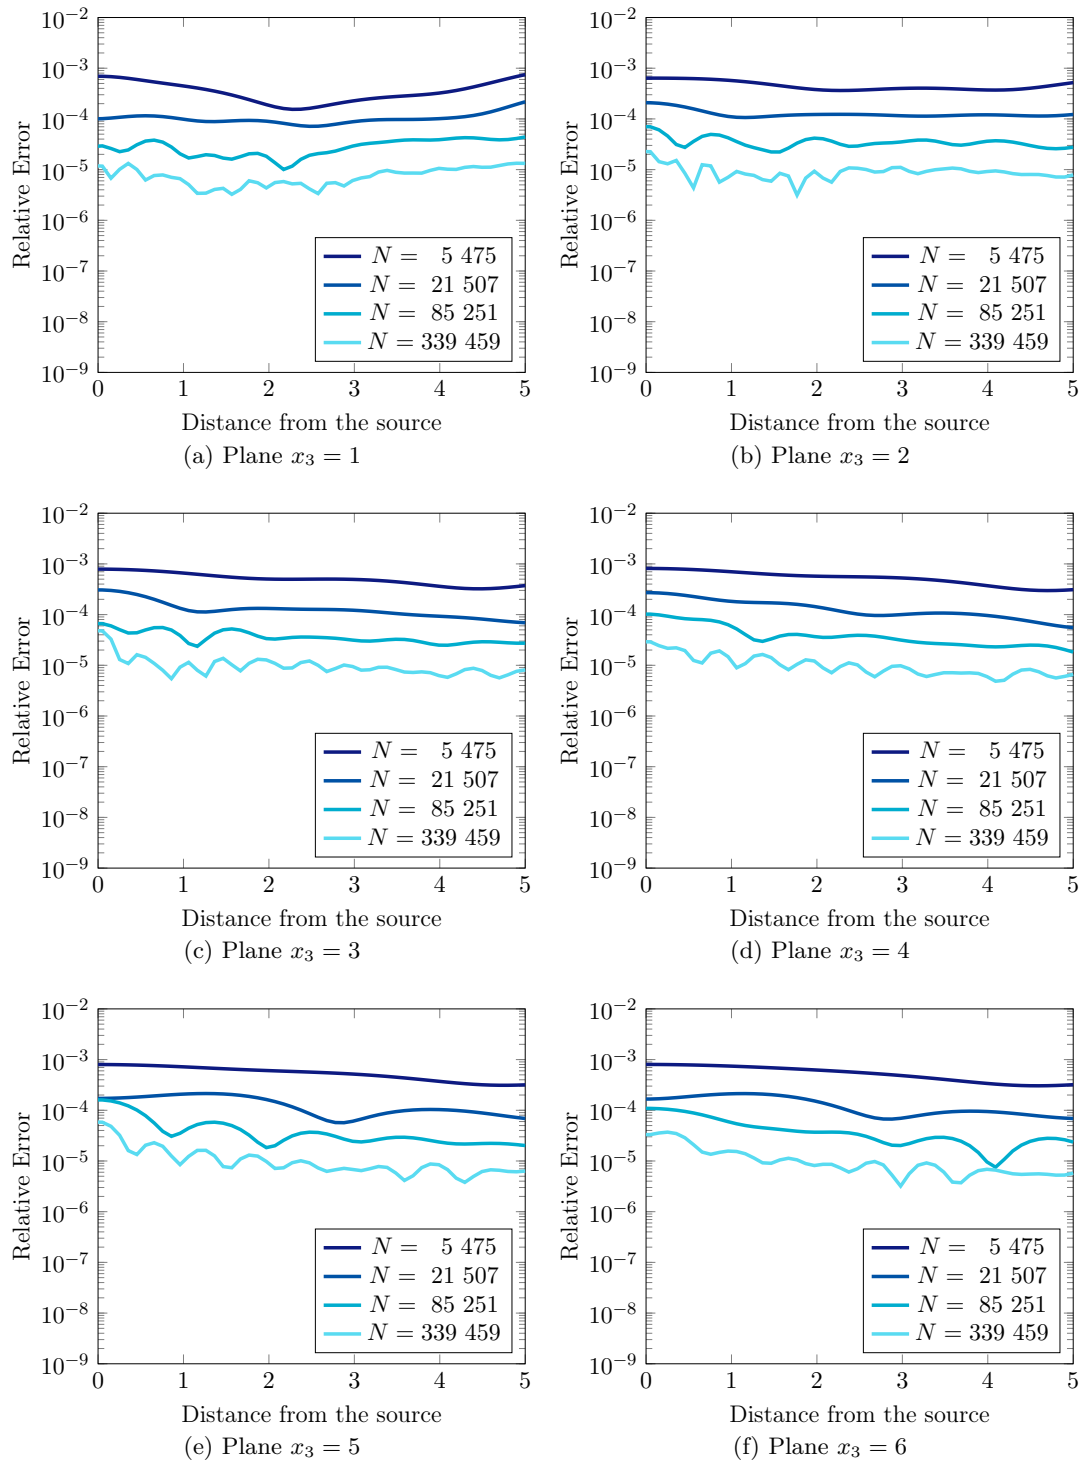 10⁻²
10⁻³
10⁻⁴
10⁻⁵
10⁻⁶
10⁻⁷
10⁻⁸
10⁻⁹
Relative Error
N = 5 475
N = 21 507
N = 85 251
N = 339 459
0 1 2 3 4 5
Distance from the source
(a) Plane x₃ = 1
10⁻²
10⁻³
10⁻⁴
10⁻⁵
10⁻⁶
10⁻⁷
10⁻⁸
10⁻⁹
Relative Error
N = 5 475
N = 21 507
N = 85 251
N = 339 459
0 1 2 3 4 5
Distance from the source
(b) Plane x₃ = 2
10⁻²
10⁻³
10⁻⁴
10⁻⁵
10⁻⁶
10⁻⁷
10⁻⁸
10⁻⁹
Relative Error
N = 5 475
N = 21 507
N = 85 251
N = 339 459
0 1 2 3 4 5
Distance from the source
(c) Plane x₃ = 3
10⁻²
10⁻³
10⁻⁴
10⁻⁵
10⁻⁶
10⁻⁷
10⁻⁸
10⁻⁹
Relative Error
N = 5 475
N = 21 507
N = 85 251
N = 339 459
0 1 2 3 4 5
Distance from the source
(d) Plane x₃ = 4
10⁻²
10⁻³
10⁻⁴
10⁻⁵
10⁻⁶
10⁻⁷
10⁻⁸
10⁻⁹
Relative Error
N = 5 475
N = 21 507
N = 85 251
N = 339 459
0 1 2 3 4 5
Distance from the source
(e) Plane x₃ = 5
10⁻²
10⁻³
10⁻⁴
10⁻⁵
10⁻⁶
10⁻⁷
10⁻⁸
10⁻⁹
Relative Error
N = 5 475
N = 21 507
N = 85 251
N = 339 459
0 1 2 3 4 5
Distance from the source
(f) Plane x₃ = 6